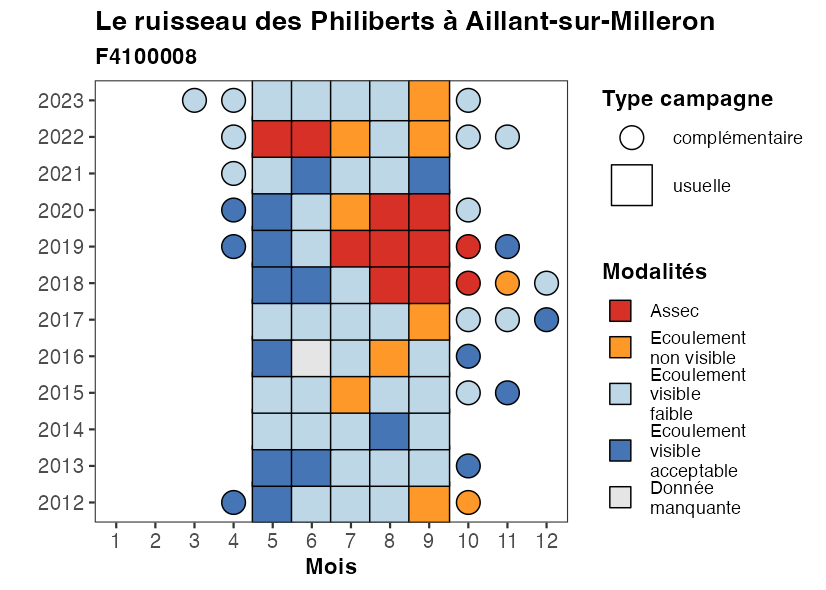 Le ruisseau des Philiberts à Aillant-sur-Milleron
F4100008
2023
2022
2021
2020
2019
2018
2017
2016
2015
2014
2013
2012
1 2 3 4 5 6 7 8 9 10 11 12
Mois
Type campagne
complémentaire
usuelle
Modalités
Assec
Ecoulement
non visible
Ecoulement
visible
faible
Ecoulement
visible
acceptable
Donnée
manquante